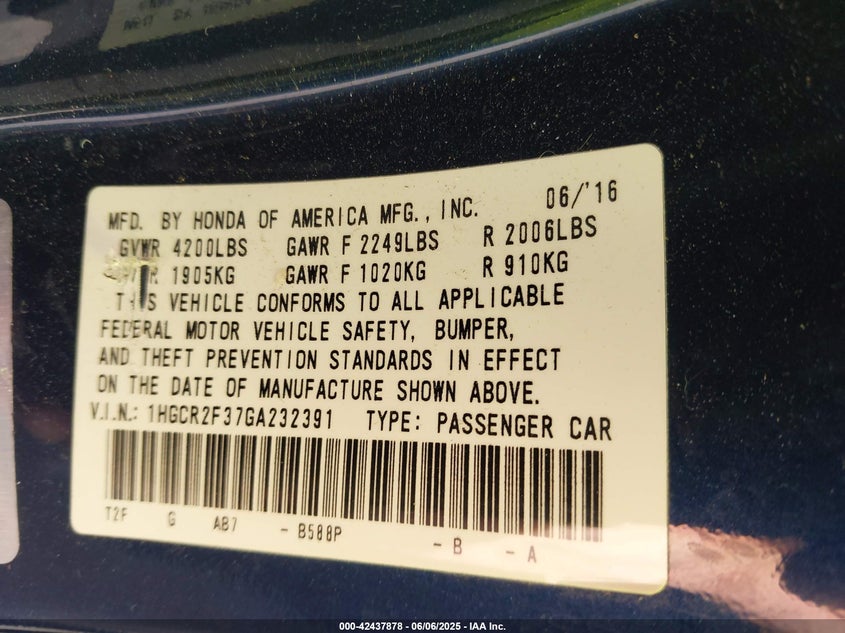 MFD. BY HONDA OF AMERICA MFG., INC. 06/'16
GVWR 4200LBS GAWR F 2249LBS R 2006LBS
1905KG GAWR F 1020KG R 910KG
THIS VEHICLE CONFORMS TO ALL APPLICABLE
FEDERAL MOTOR VEHICLE SAFETY, BUMPER,
AND THEFT PREVENTION STANDARDS IN EFFECT
ON THE DATE OF MANUFACTURE SHOWN ABOVE.
V.I.N.: 1HGCR2F37GA232391 TYPE: PASSENGER CAR
T2F G AB7 - B588P - B - A
000-42437878 - 06/06/2025 - IAA Inc.